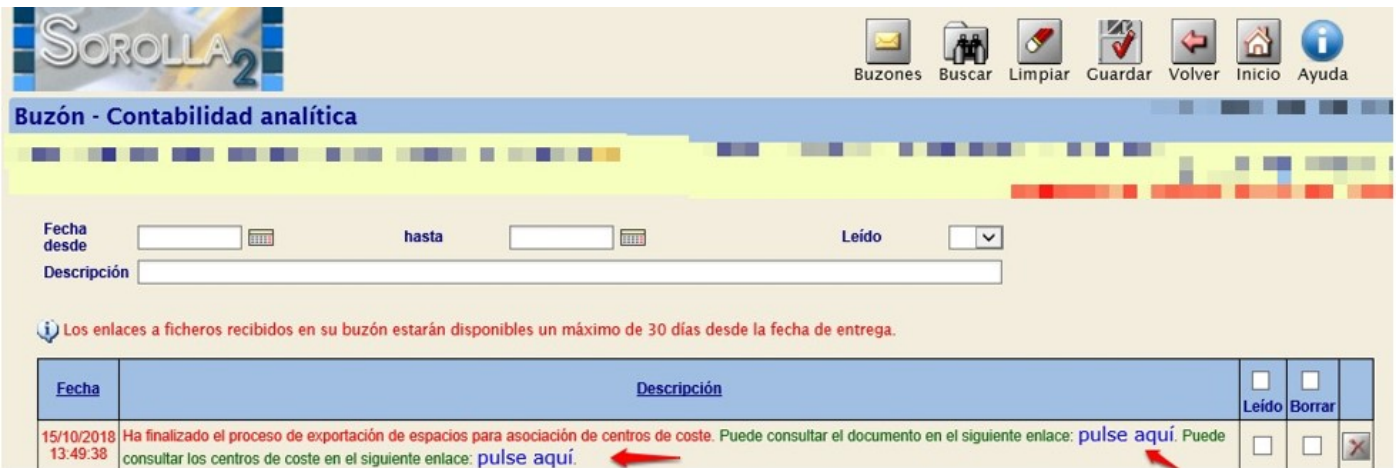 SOROLLA2
Buzones Buscar Limpiar Guardar Volver Inicio Ayuda
Buzón - Contabilidad analítica
Fecha desde hasta Leído
Descripción
Los enlaces a ficheros recibidos en su buzón estarán disponibles un máximo de 30 días desde la fecha de entrega.
Fecha Descripción Leído Borrar
15/10/2018 Ha finalizado el proceso de exportación de espacios para asociación de centros de coste. Puede consultar el documento en el siguiente enlace: pulse aquí. Puede
13:49:38 consultar los centros de coste en el siguiente enlace: pulse aquí.